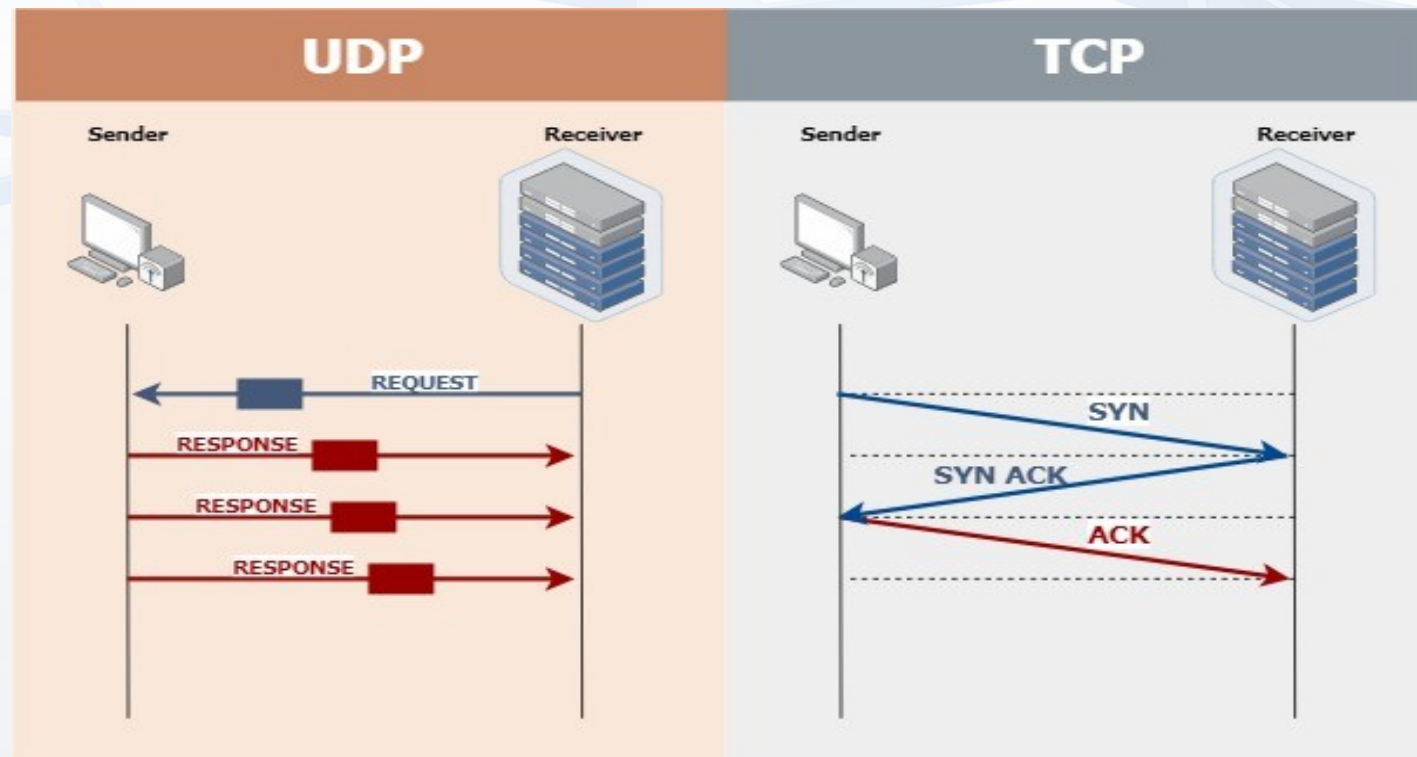 UDP
Sender
Receiver
REQUEST
RESPONSE
RESPONSE
RESPONSE
TCP
Sender
Receiver
SYN
SYN ACK
ACK